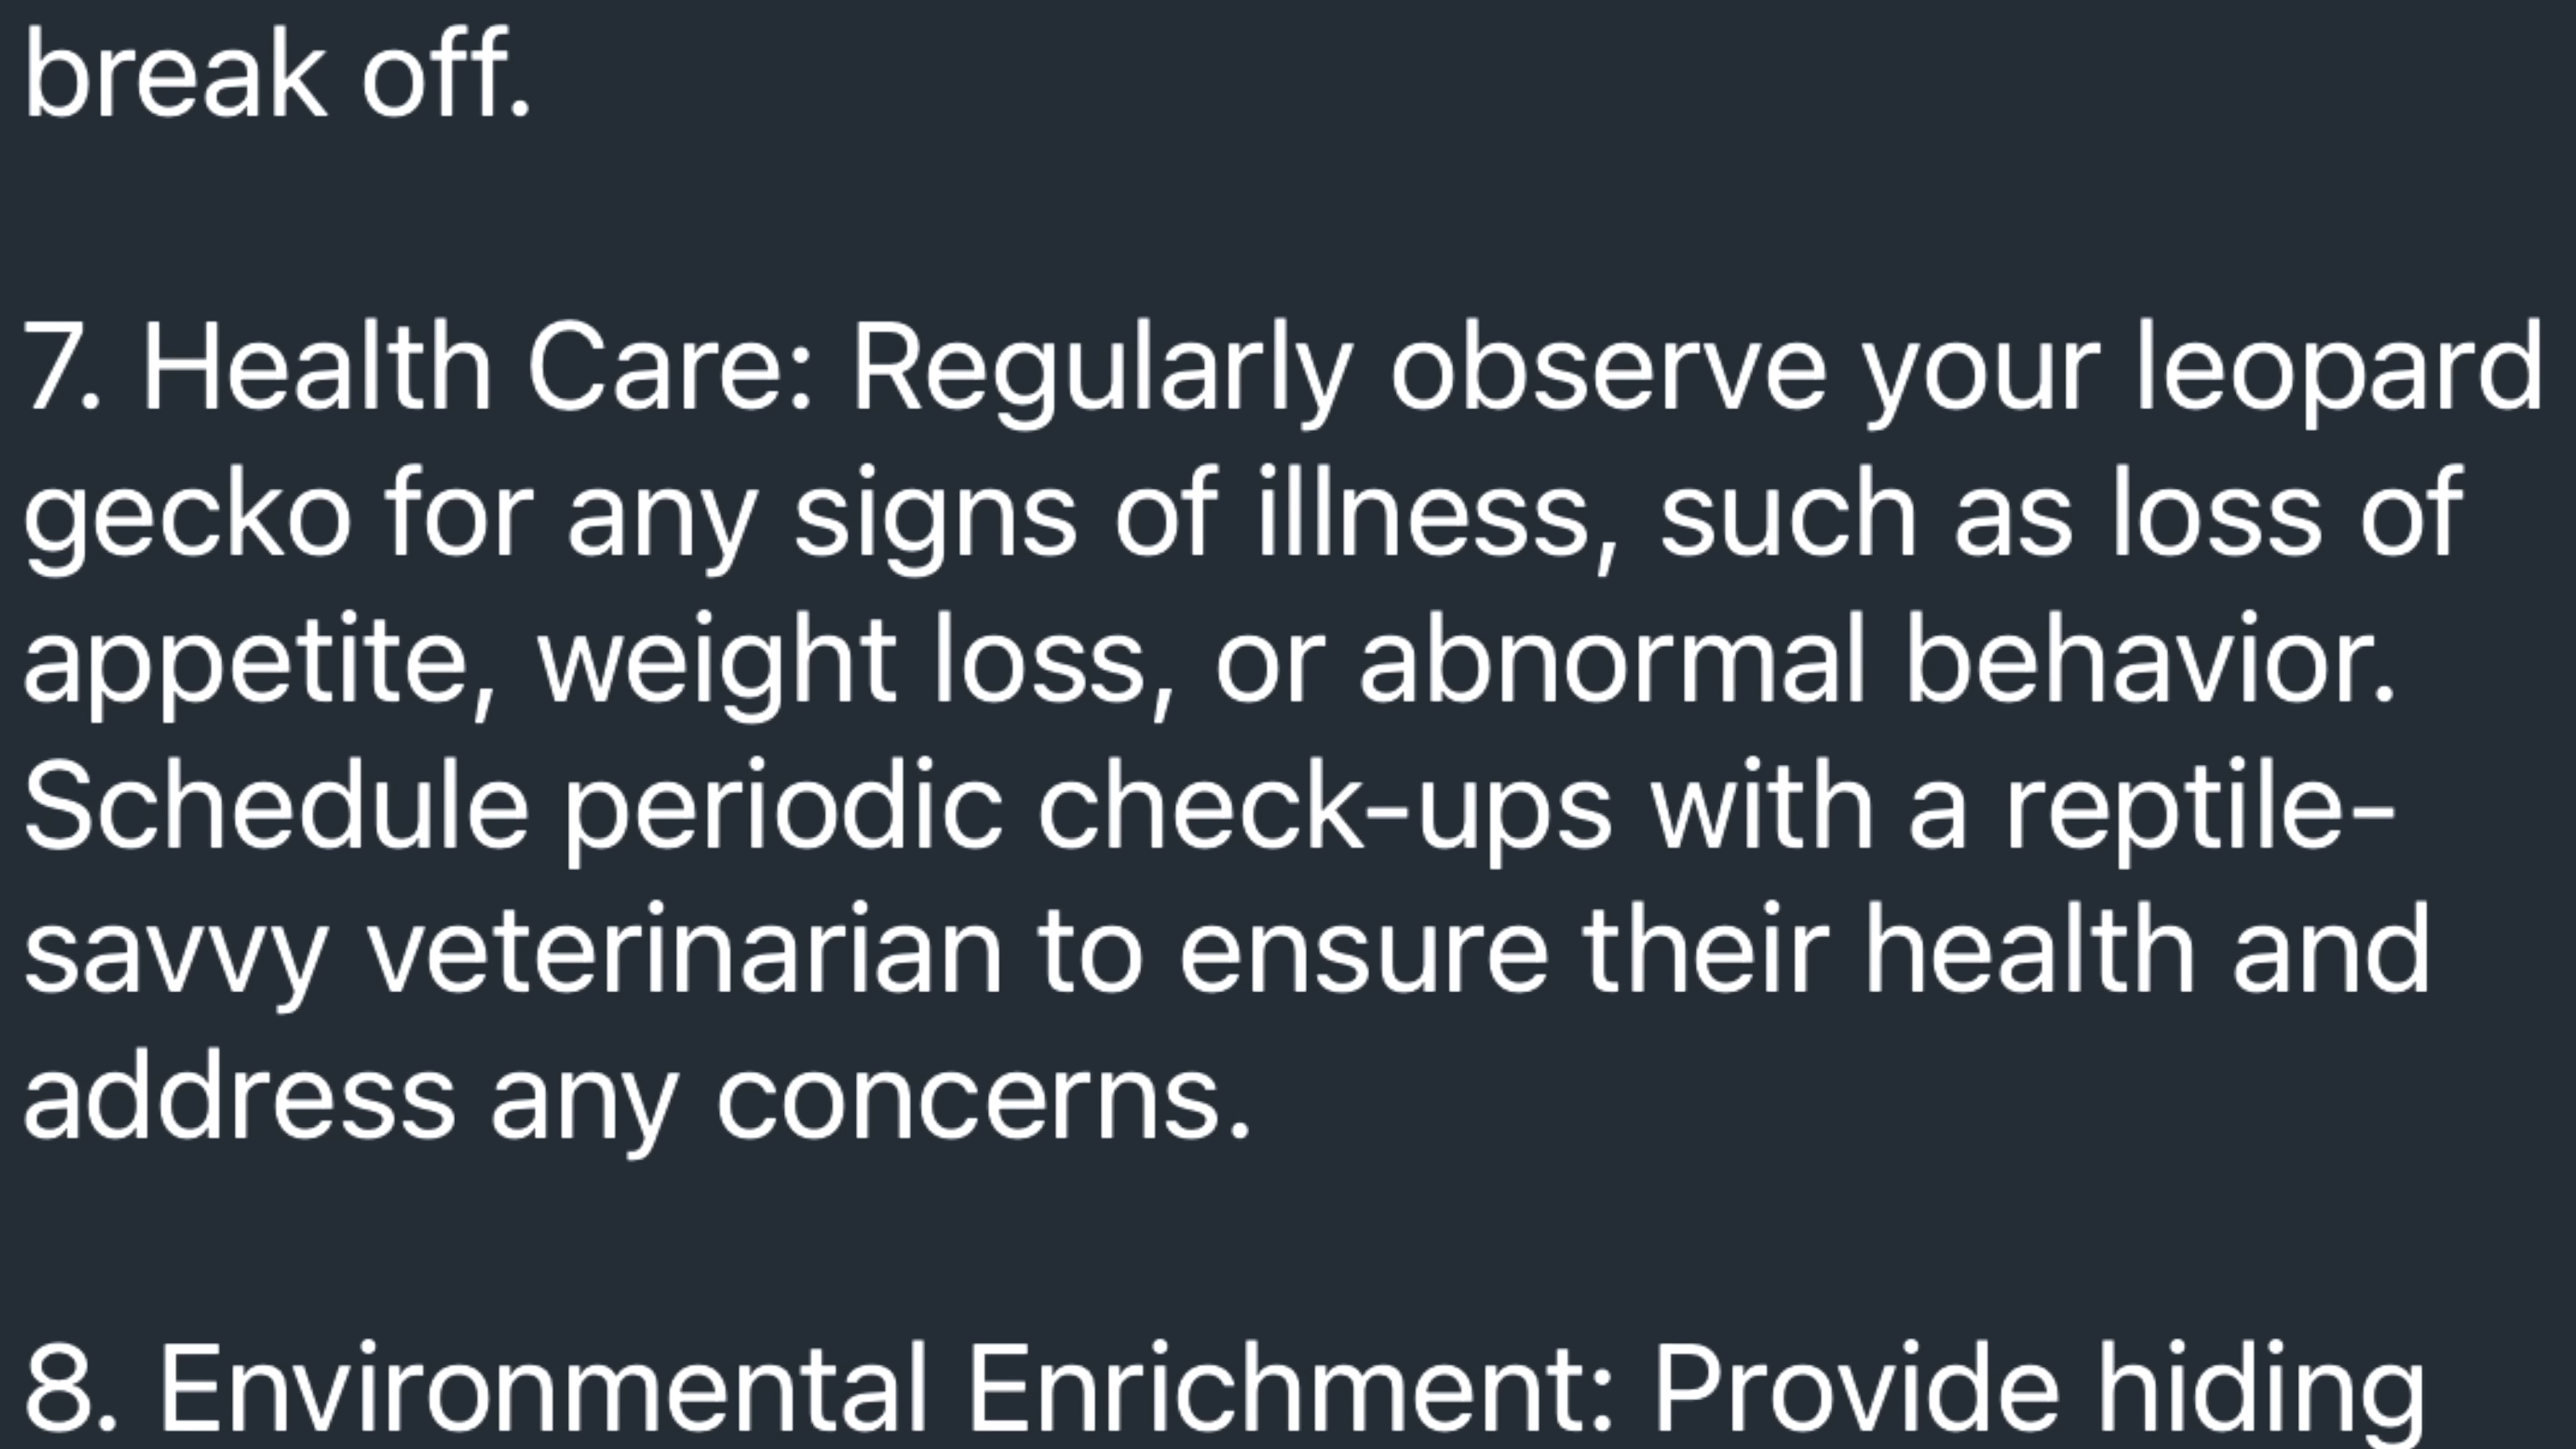 break off.
7. Health Care: Regularly observe your leopard
gecko for any signs of illness, such as loss of
appetite, weight loss, or abnormal behavior.
Schedule periodic check-ups with a reptile-
savvy veterinarian to ensure their health and
address any concerns.
8. Environmental Enrichment: Provide hiding